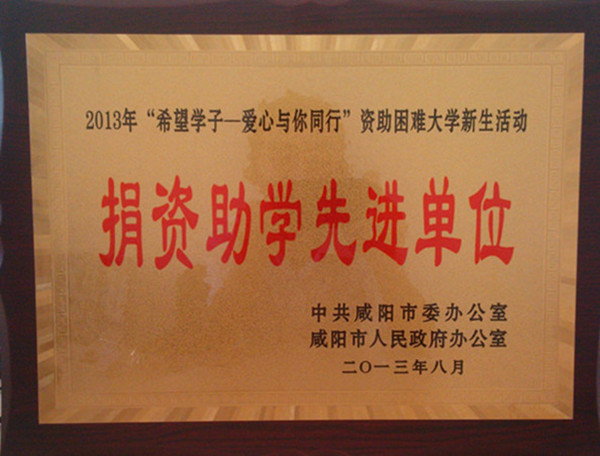 2013年“希望学子—爱心与你同行”资助困难大学新生活动
捐资助学先进单位
中共咸阳市委办公室
咸阳市人民政府办公室
二〇一三年八月